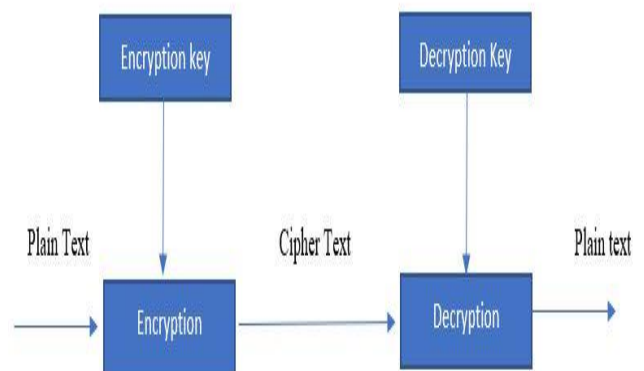 Encryption key
Decryption Key
Plain Text
Cipher Text
Plain text
Encryption
Decryption